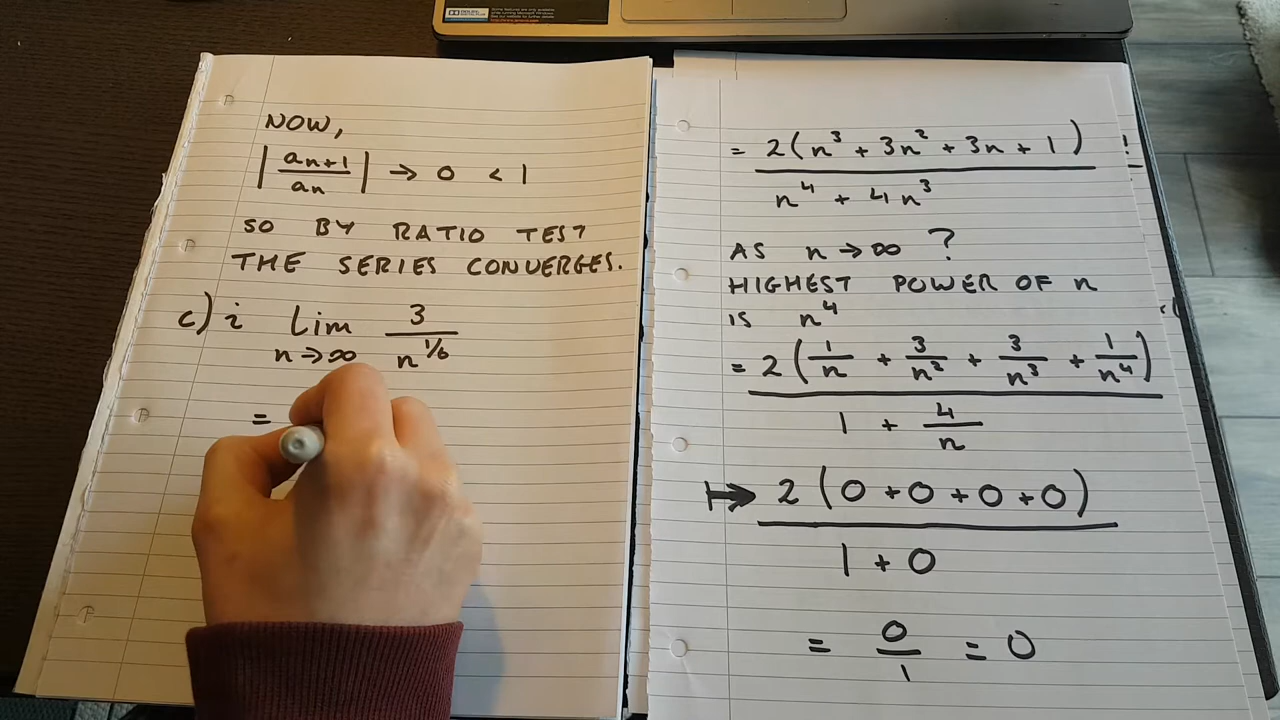 NOW,
|an+1/an| → 0 < 1
SO BY RATIO TEST
THE SERIES CONVERGES.
c) i Lim n→∞ 3/n^1/6
=
= 2(n³ + 3n² + 3n + 1)/n⁴ + 4n³
AS n→∞ ?
HIGHEST POWER OF n
IS n⁴
= 2(1/n + 3/n² + 3/n³ + 1/n⁴)/1 + 4/n
↦ 2(0+0+0+0)/1+0
= 0/1 = 0